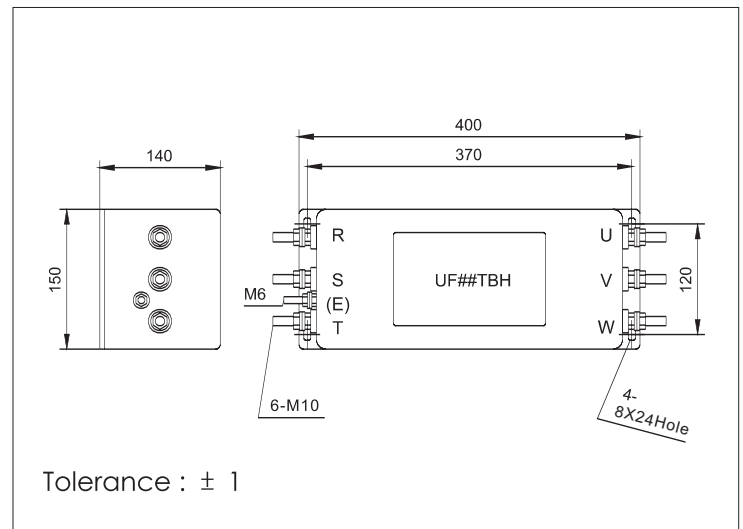 400
140
370
R
U
150
S
UF##TBH
V
120
M6
(E)
T
W
6-M10
4-
8X24Hole
Tolerance : ± 1